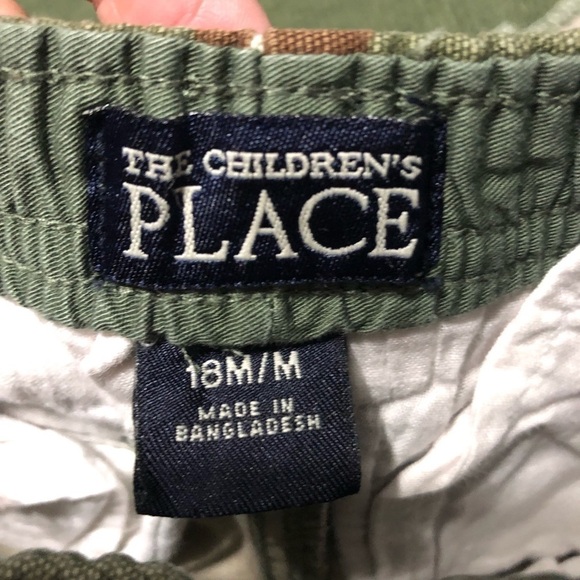 THE CHILDREN'S
PLACE
18M/M
MADE IN
BANGLADESH